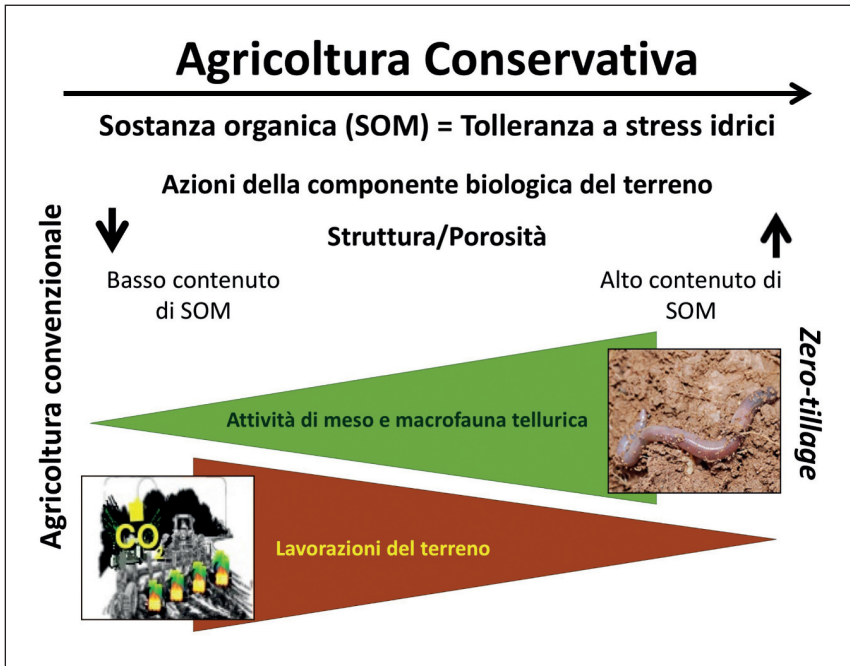 Agricoltura Conservativa
Sostanza organica (SOM) = Tolleranza a stress idrici
Azioni della componente biologica del terreno
Struttura/Porosità
Agricoltura convenzionale
Basso contenuto
di SOM
Alto contenuto di
SOM
Zero-tillage
Attività di meso e macrofauna tellurica
CO2
Lavorazioni del terreno